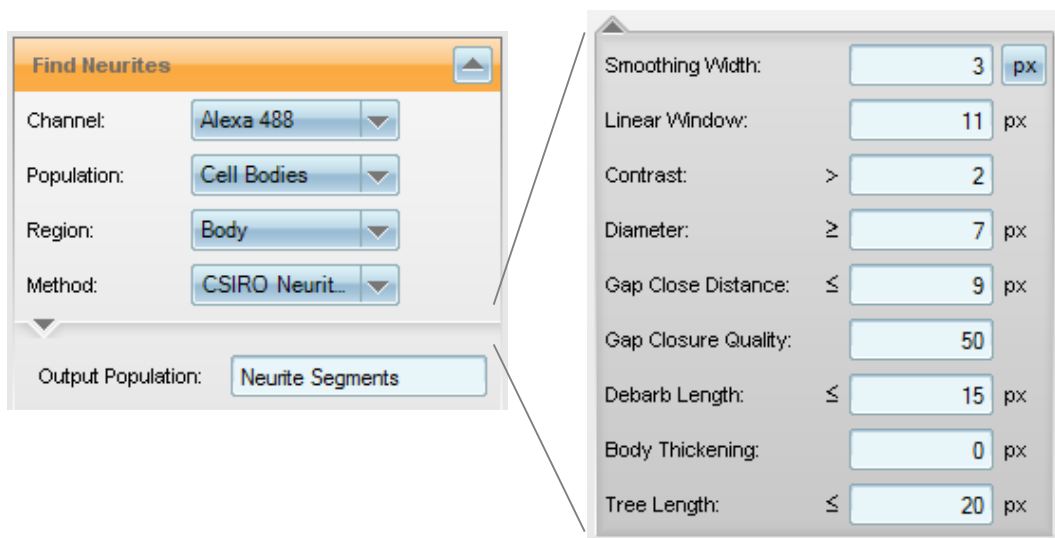 Find Neurites
Channel: Alexa 488
Population: Cell Bodies
Region: Body
Method: CSIRO Neurit...
Output Population: Neurite Segments
Smoothing Width: 3 px
Linear Window: 11 px
Contrast: > 2
Diameter: ≥ 7 px
Gap Close Distance: ≤ 9 px
Gap Closure Quality: 50
Debarb Length: ≤ 15 px
Body Thickening: 0 px
Tree Length: ≤ 20 px